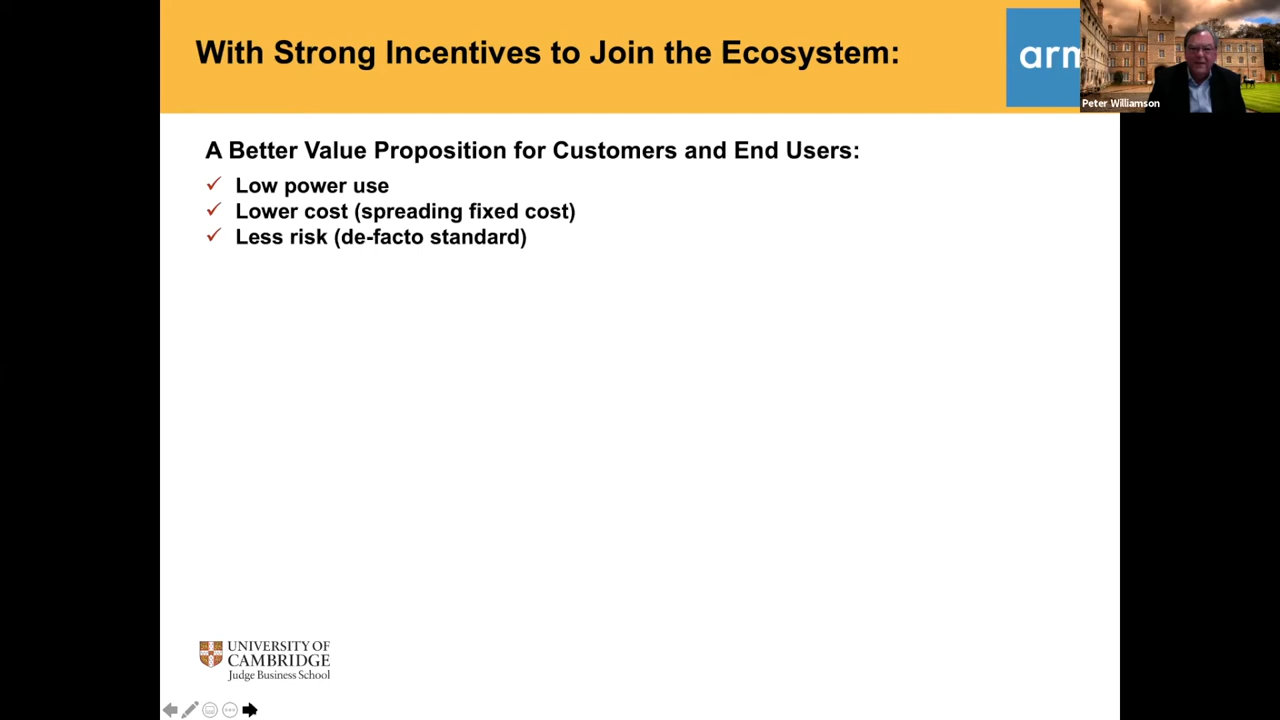 With Strong Incentives to Join the Ecosystem:
arm
Peter Williamson
A Better Value Proposition for Customers and End Users:
Low power use
Lower cost (spreading fixed cost)
Less risk (de-facto standard)
UNIVERSITY OF
CAMBRIDGE
Judge Business School